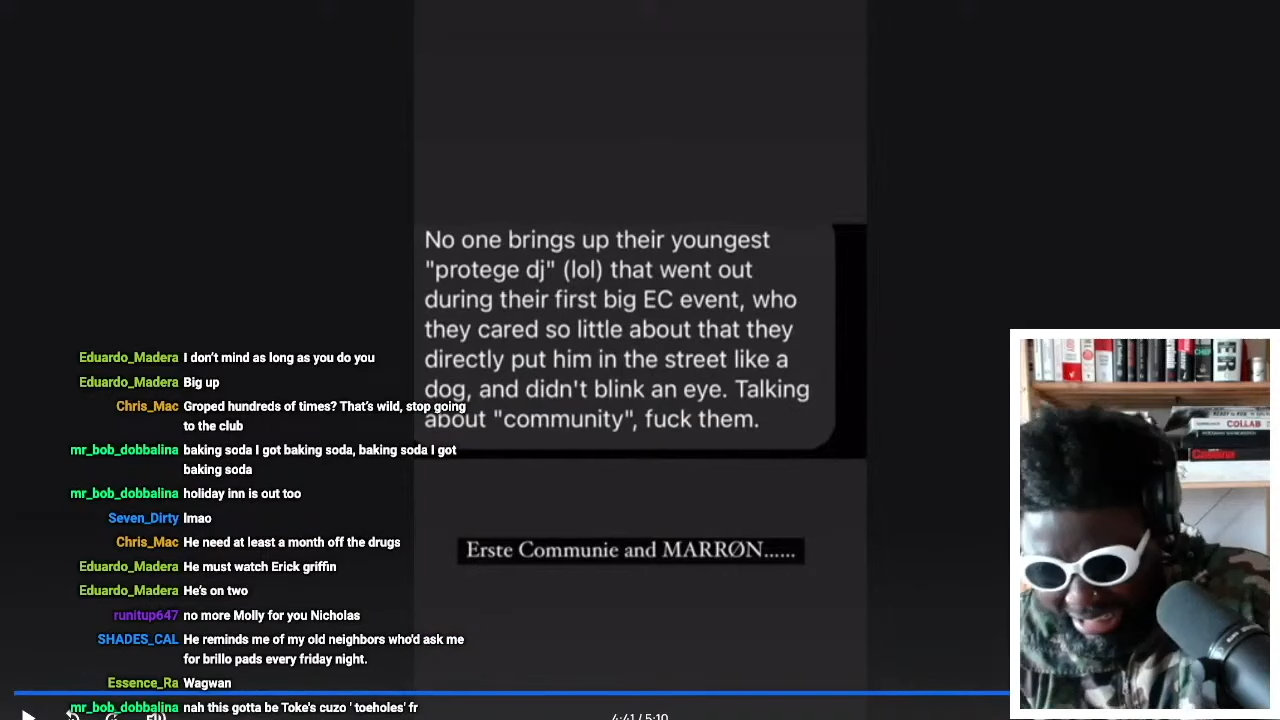 No one brings up their youngest
"protege dj" (lol) that went out
during their first big EC event, who
they cared so little about that they
directly put him in the street like a
dog, and didn't blink an eye. Talking
about "community", fuck them.
Erste Communie and MARRØN......
Eduardo_Madera I don't mind as long as you do you
Eduardo_Madera Big up
Chris_Mac Groped hundreds of times? That's wild, stop going
to the club
mr_bob_dobbalina baking soda I got baking soda, baking soda I got
baking soda
mr_bob_dobbalina holiday inn is out too
Seven_Dirty lmao
Chris_Mac He need at least a month off the drugs
Eduardo_Madera He must watch Erick griffin
Eduardo_Madera He's on two
runitup647 no more Molly for you Nicholas
SHADES_CAL He reminds me of my old neighbors who'd ask me
for brillo pads every friday night.
Essence_Ra Wagwan
mr_bob_dobbalina nah this gotta be Toke's cuzo ' toeholes' fr
4:41 / 5:10
COLLAB